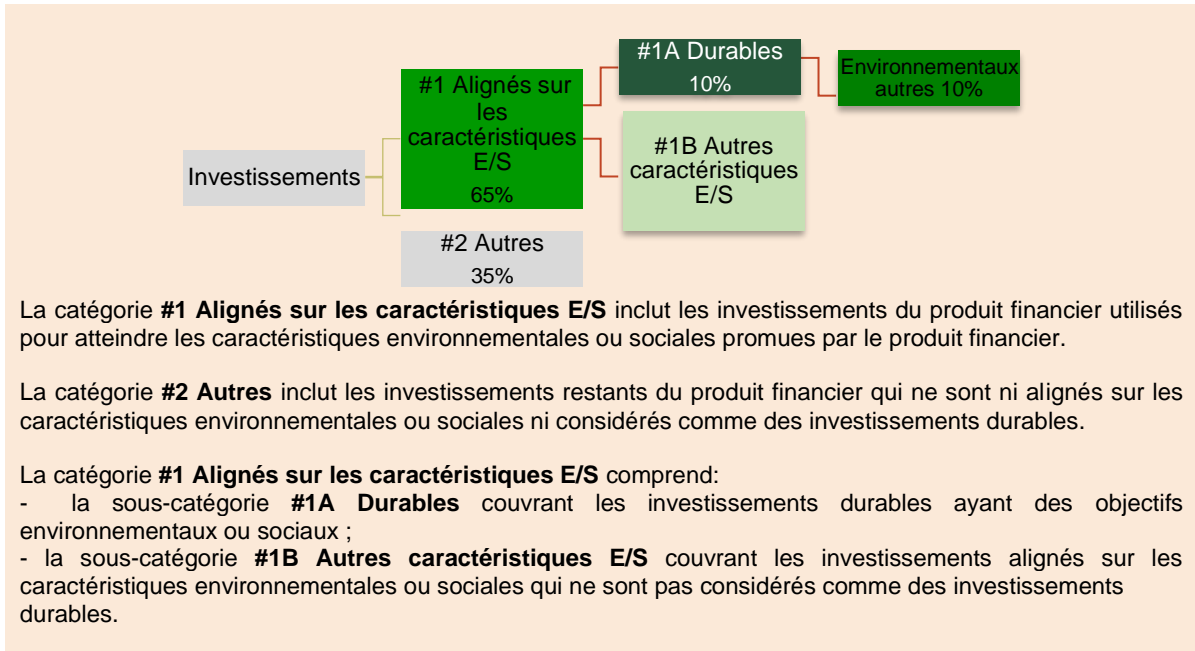 Investissements
#1 Alignés sur
les
caractéristiques
E/S
65%
#2 Autres
35%
#1A Durables
10%
#1B Autres
caractéristiques
E/S
Environnementaux
autres 10%
La catégorie #1 Alignés sur les caractéristiques E/S inclut les investissements du produit financier utilisés
pour atteindre les caractéristiques environnementales ou sociales promues par le produit financier.
La catégorie #2 Autres inclut les investissements restants du produit financier qui ne sont ni alignés sur les
caractéristiques environnementales ou sociales ni considérés comme des investissements durables.
La catégorie #1 Alignés sur les caractéristiques E/S comprend:
- la sous-catégorie #1A Durables couvrant les investissements durables ayant des objectifs
environnementaux ou sociaux ;
- la sous-catégorie #1B Autres caractéristiques E/S couvrant les investissements alignés sur les
caractéristiques environnementales ou sociales qui ne sont pas considérés comme des investissements
durables.